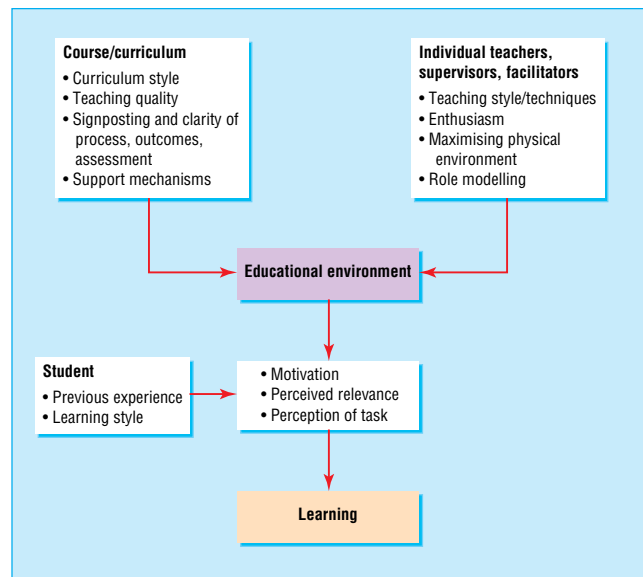 Course/curriculum
• Curriculum style
• Teaching quality
• Signposting and clarity of
process, outcomes,
assessment
• Support mechanisms
Individual teachers,
supervisors, facilitators
• Teaching style/techniques
• Enthusiasm
• Maximising physical
environment
• Role modelling
Educational environment
Student
• Previous experience
• Learning style
• Motivation
• Perceived relevance
• Perception of task
Learning